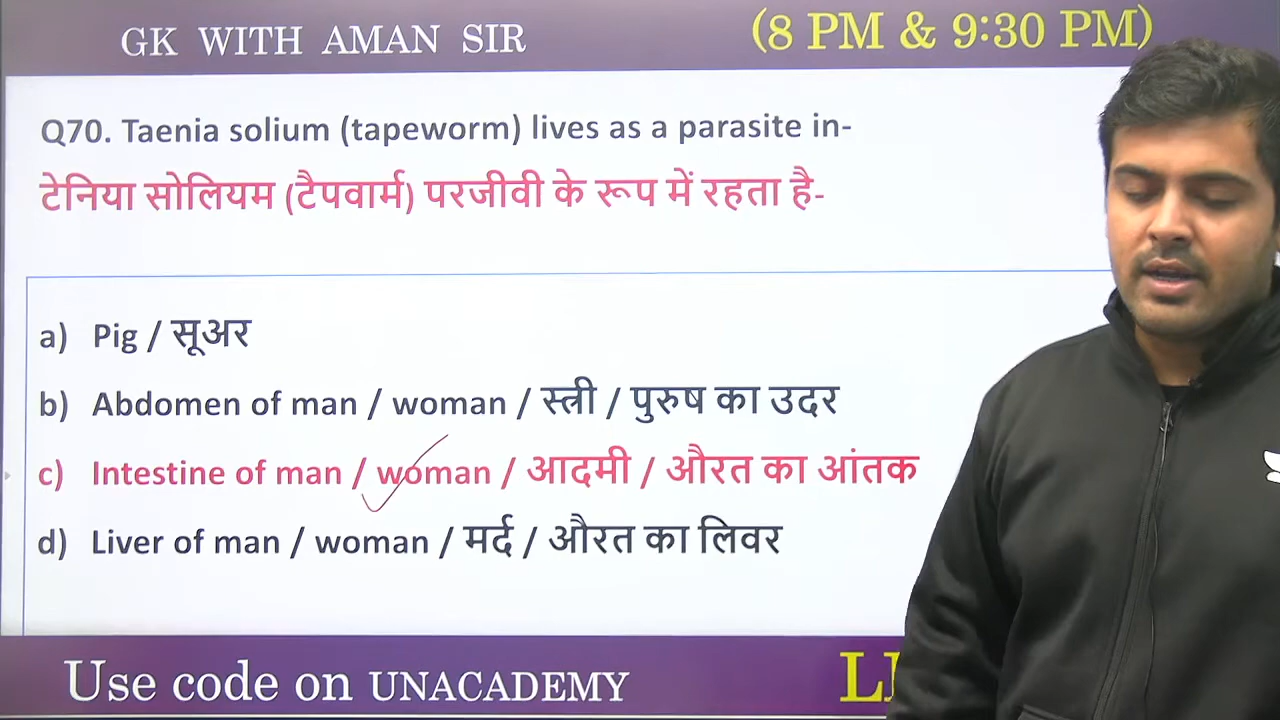 GK WITH AMAN SIR
(8 PM & 9:30 PM)
Q70. Taenia solium (tapeworm) lives as a parasite in-
टेनिया सोलियम (टैपवार्म) परजीवी के रूप में रहता है-
a) Pig / सूअर
b) Abdomen of man / woman / स्त्री / पुरुष का उदर
c) Intestine of man / woman / आदमी / औरत का आंतक
d) Liver of man / woman / मर्द / औरत का लिवर
Use code on UNACADEMY